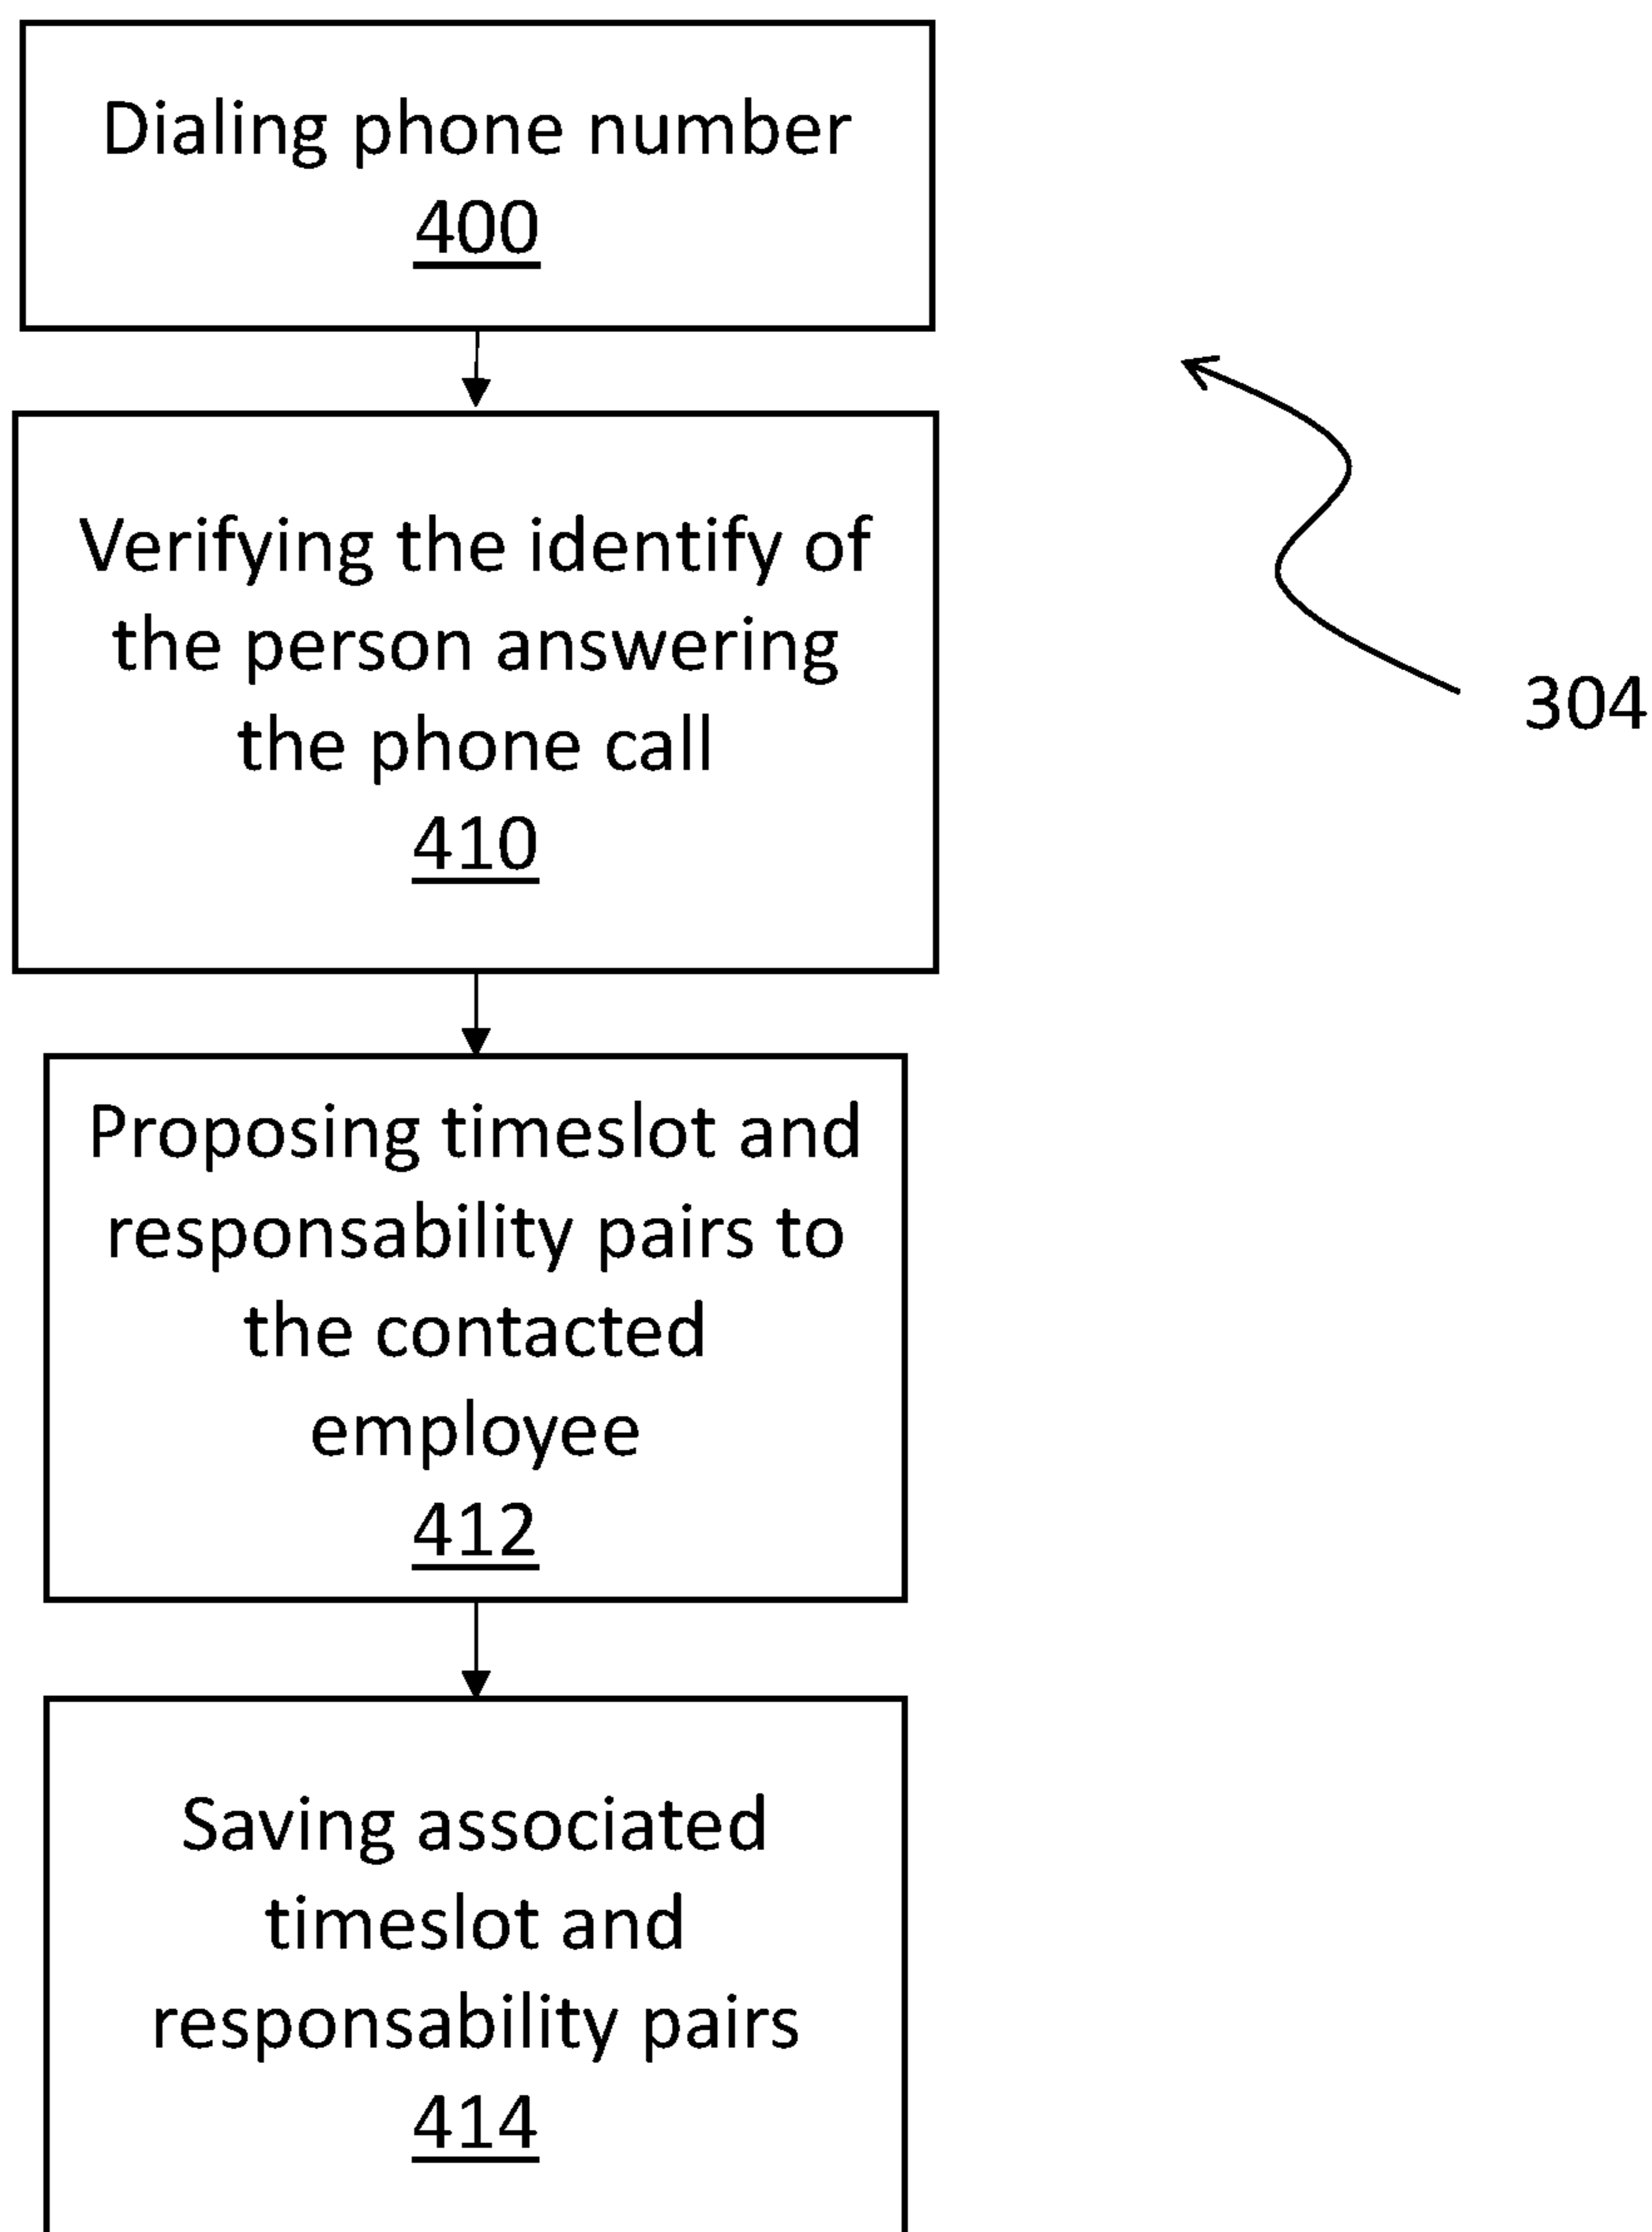 Dialing phone number
400
Verifying the identify of
the person answering
the phone call
410
304
Proposing timeslot and
responsability pairs to
the contacted
employee
412
Saving associated
timeslot and
responsability pairs
414